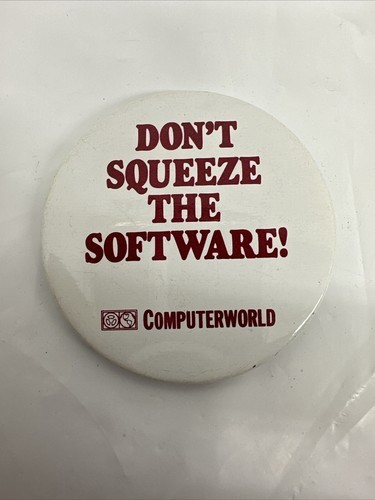 DON'T
SQUEEZE
THE
SOFTWARE!
COMPUTERWORLD